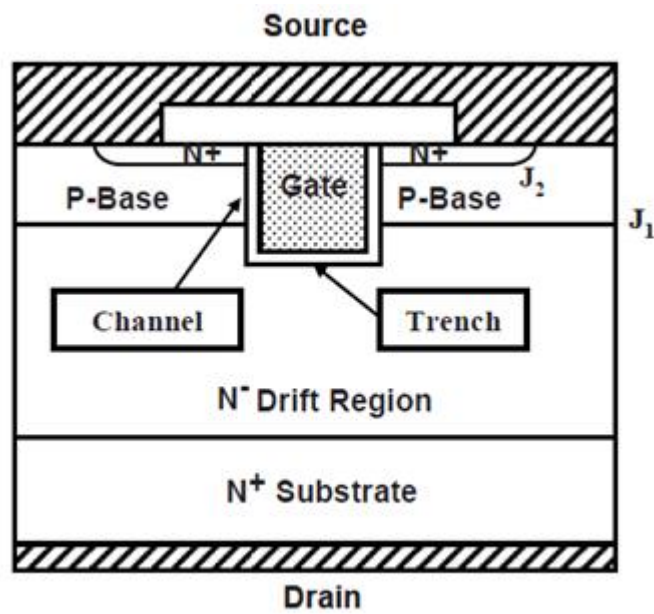 Source
N+ N+
Gate
P-Base P-Base J₂
J₁
Channel Trench
N⁻ Drift Region
N⁺ Substrate
Drain